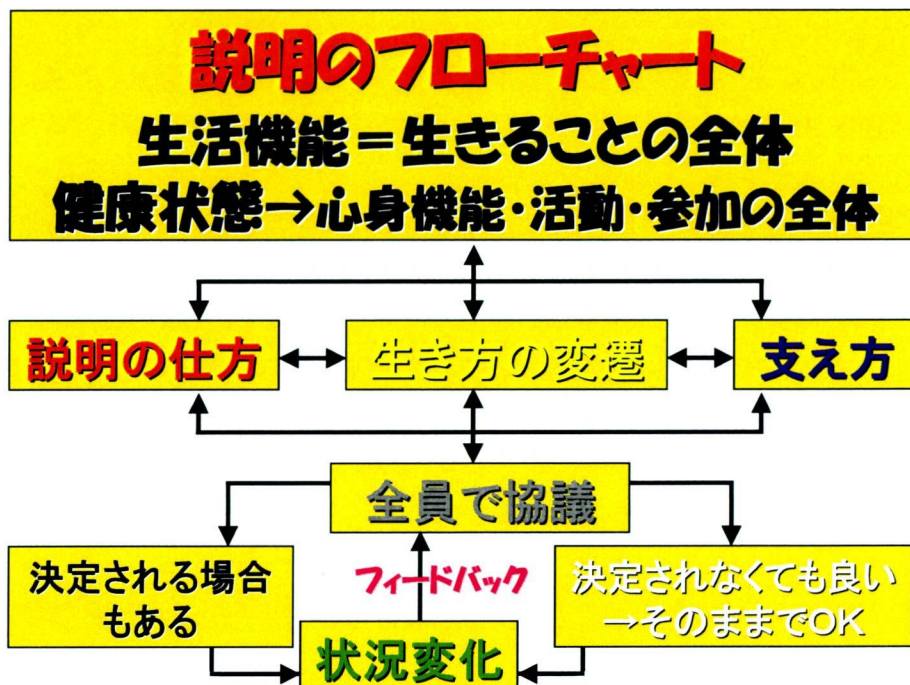 説明のフローチャート
生活機能＝生きることの全体
健康状態→心身機能・活動・参加の全体
説明の仕方
生き方の変遷
支え方
全員で協議
決定される場合
もある
フィードバック
決定されなくても良い
→そのままでOK
状況変化